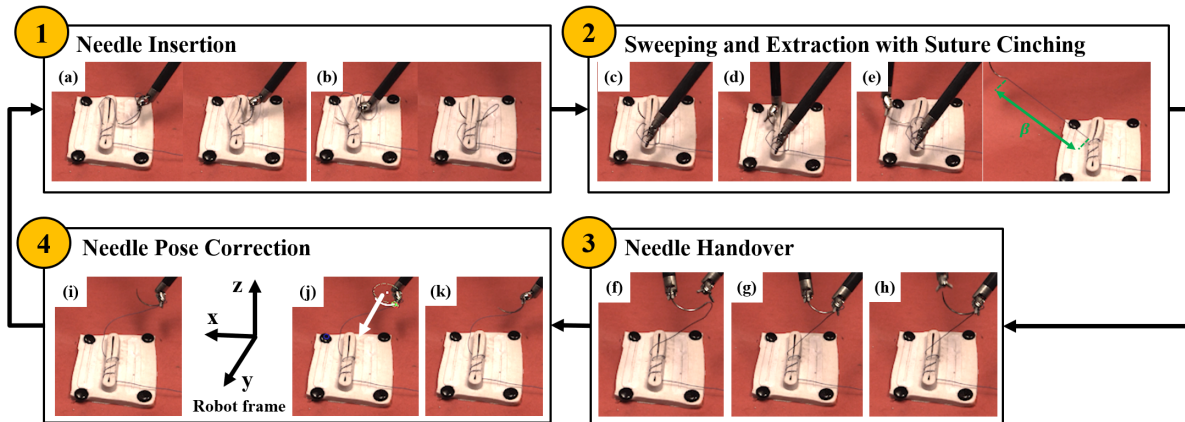 1
Needle Insertion
(a)
(b)
2
Sweeping and Extraction with Suture Cinching
(c)
(d)
(e)
β
3
Needle Handover
(f)
(g)
(h)
4
Needle Pose Correction
(i)
z
x
y
Robot frame
(j)
(k)